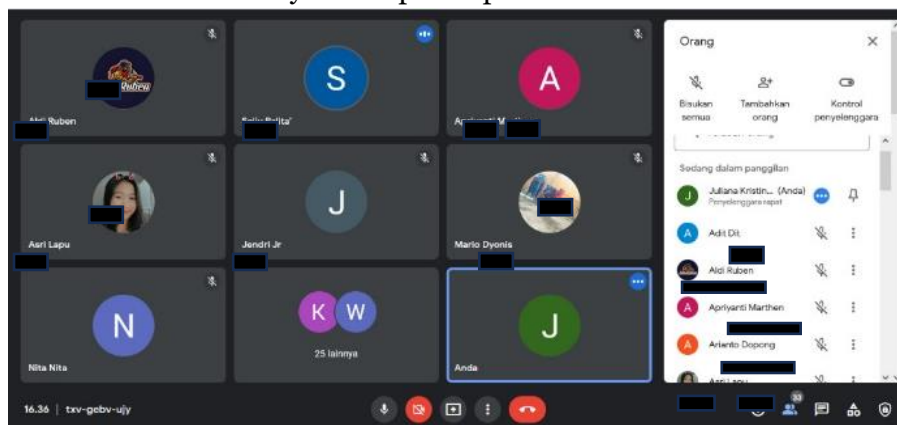 Orang
Bisukan semua
Tambahkan orang
Kontrol penyelenggara
Sedang dalam panggilan
Juliana Kristin... (Anda)
Penyelenggara rapat
Adit Dit
Aldi Ruben
Apriyanti Marthen
Arianto Dopong
Asri Lapu
Ruben
S
A
Asri Lapu
J
Jendri Jr
Mario Dyonis
N
Nita Nita
K W
25 lainnya
J
Anda
16.36 | txv-gebv-ujy
33